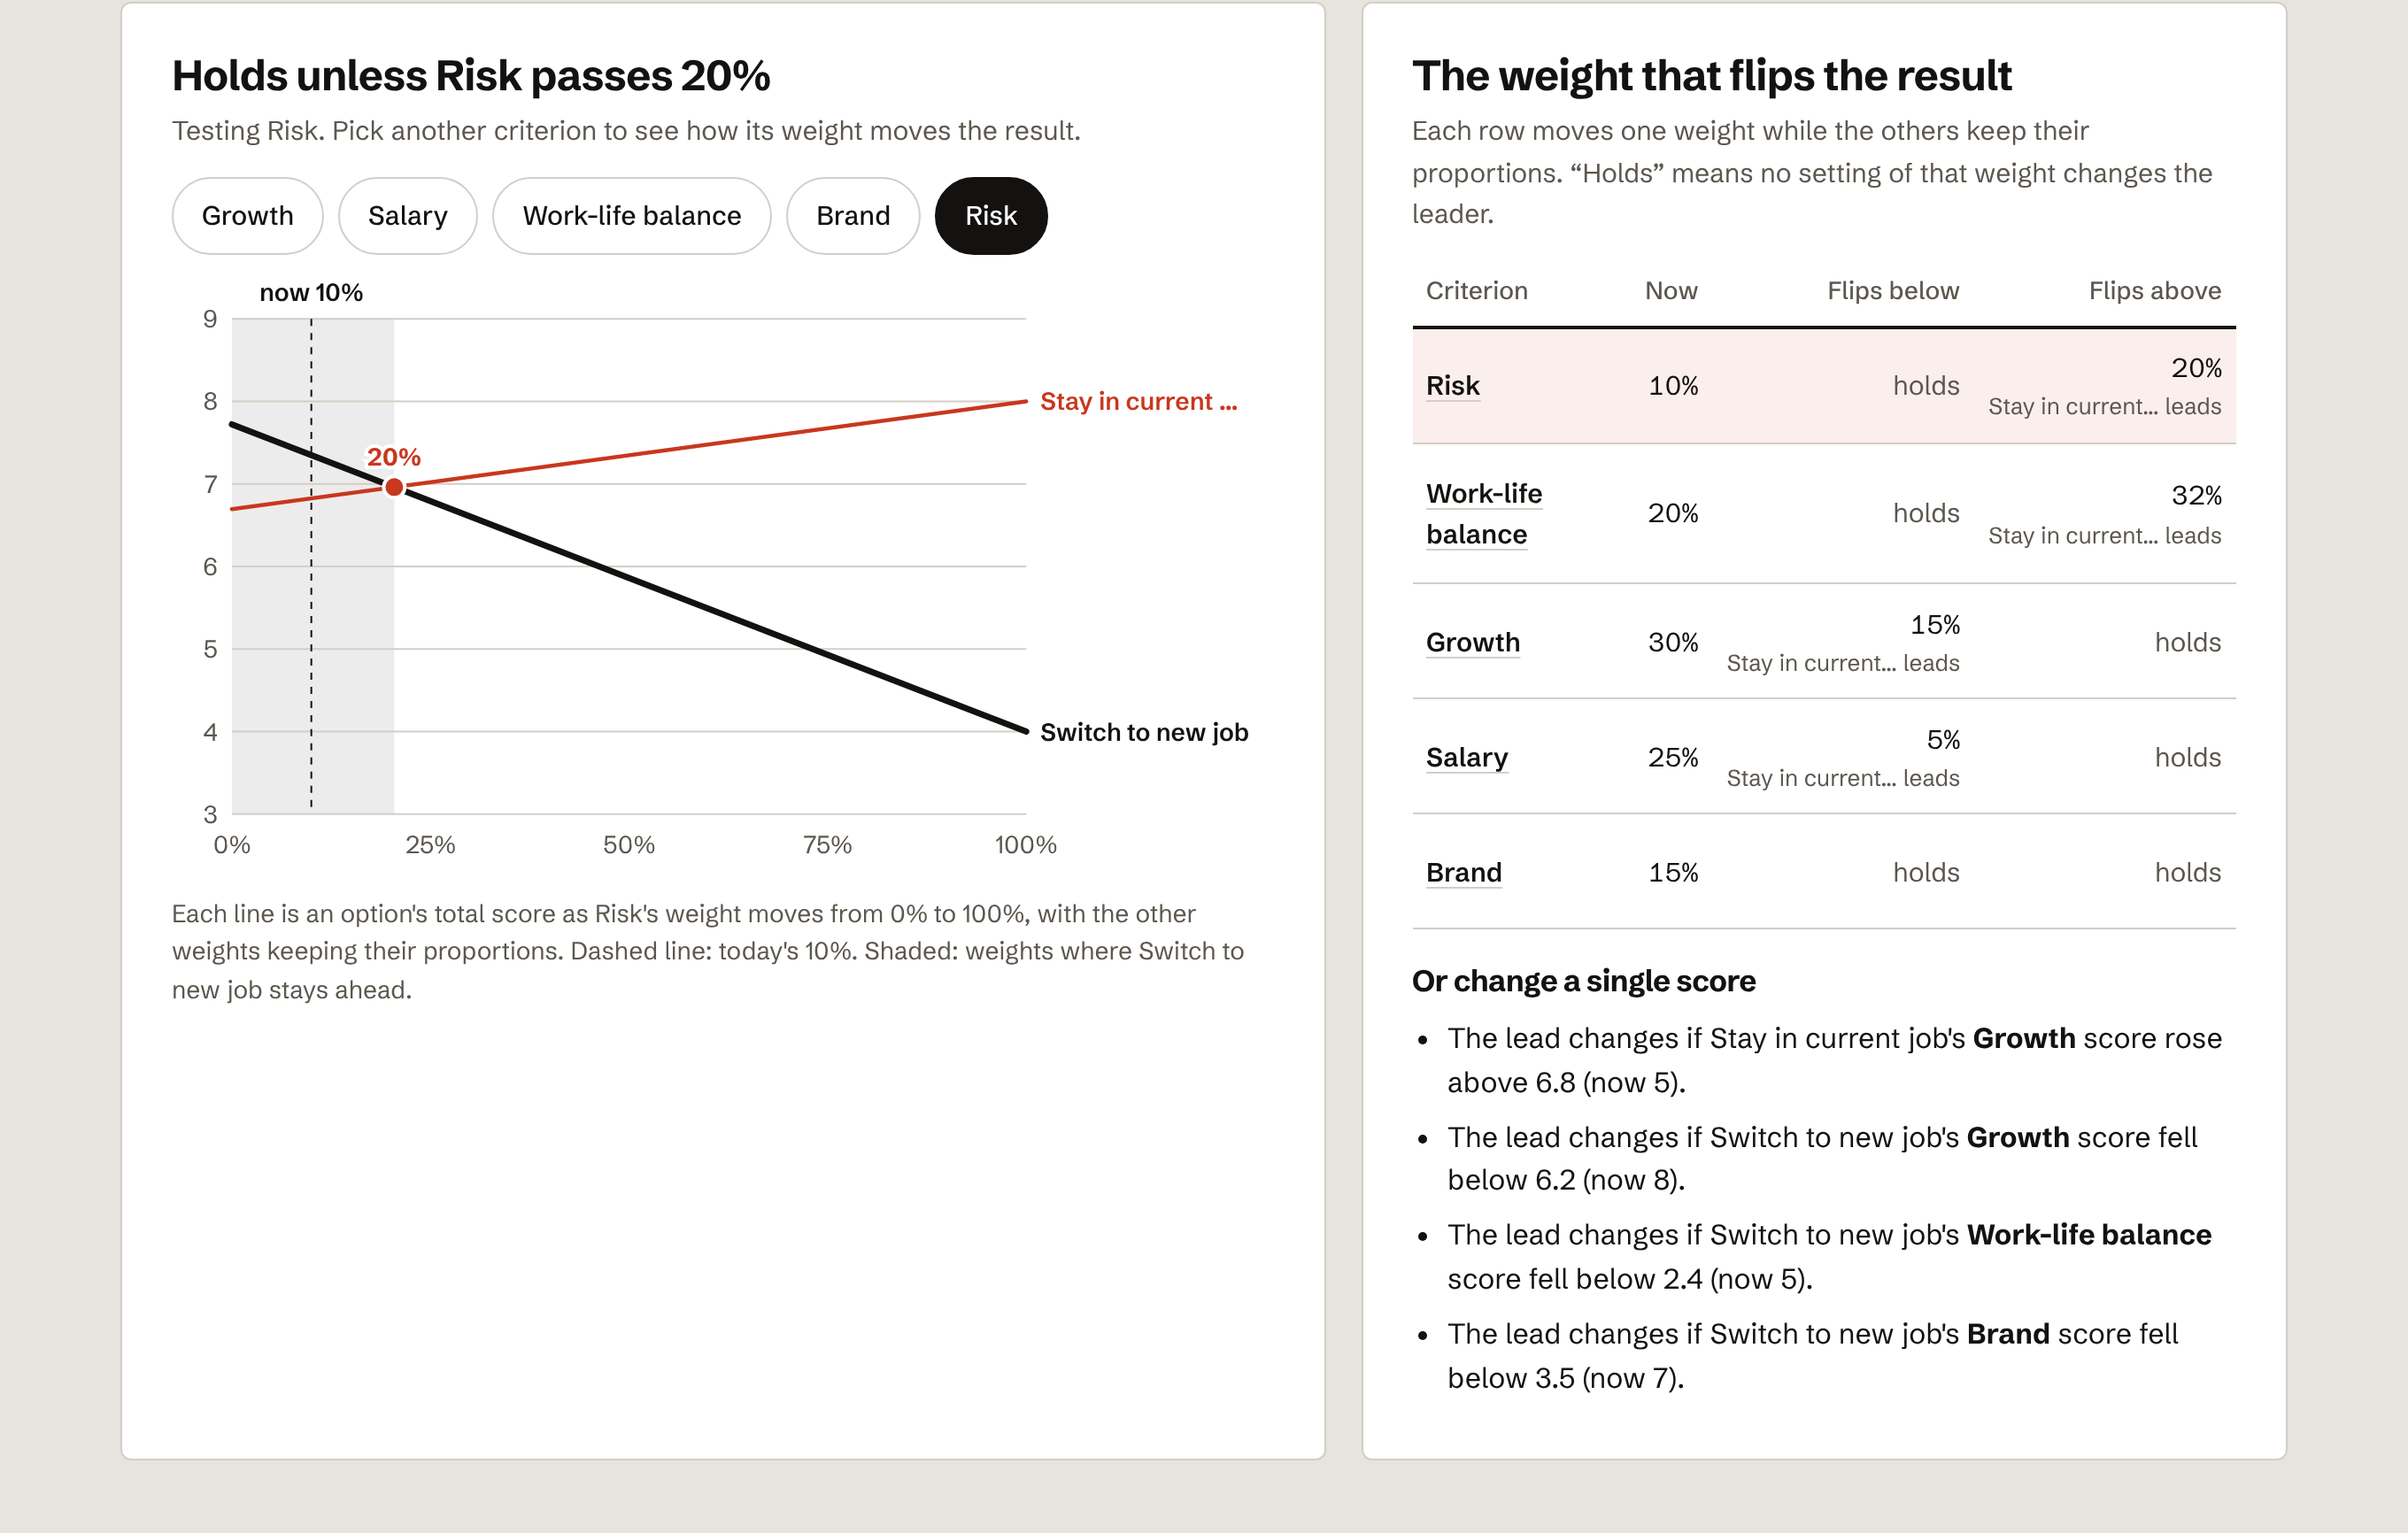 Holds unless Risk passes 20%
Testing Risk. Pick another criterion to see how its weight moves the result.
Growth
Salary
Work-life balance
Brand
Risk
now 10%
9
8
7
6
5
4
3
20%
Stay in current ...
Switch to new job
0%
25%
50%
75%
100%
Each line is an option's total score as Risk's weight moves from 0% to 100%, with the other
weights keeping their proportions. Dashed line: today's 10%. Shaded: weights where Switch to
new job stays ahead.
The weight that flips the result
Each row moves one weight while the others keep their
proportions. “Holds” means no setting of that weight changes the
leader.
Criterion Now Flips below Flips above
Risk 10% holds 20%
Stay in current... leads
Work-life
balance 20% holds 32%
Stay in current... leads
Growth 30% 15% holds
Stay in current... leads
Salary 25% 5% holds
Stay in current... leads
Brand 15% holds holds
Or change a single score
• The lead changes if Stay in current job's Growth score rose
above 6.8 (now 5).
• The lead changes if Switch to new job's Growth score fell
below 6.2 (now 8).
• The lead changes if Switch to new job's Work-life balance
score fell below 2.4 (now 5).
• The lead changes if Switch to new job's Brand score fell
below 3.5 (now 7).